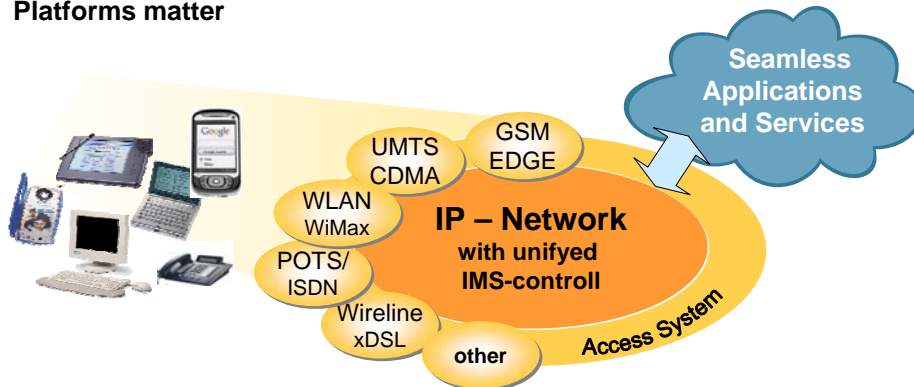 Platforms matter
Seamless
Applications
and Services
GSM
EDGE
UMTS
CDMA
WLAN
WiMax
POTS/
ISDN
Wireline
xDSL
other
IP – Network
with unifyed
IMS-controll
Access System
Google